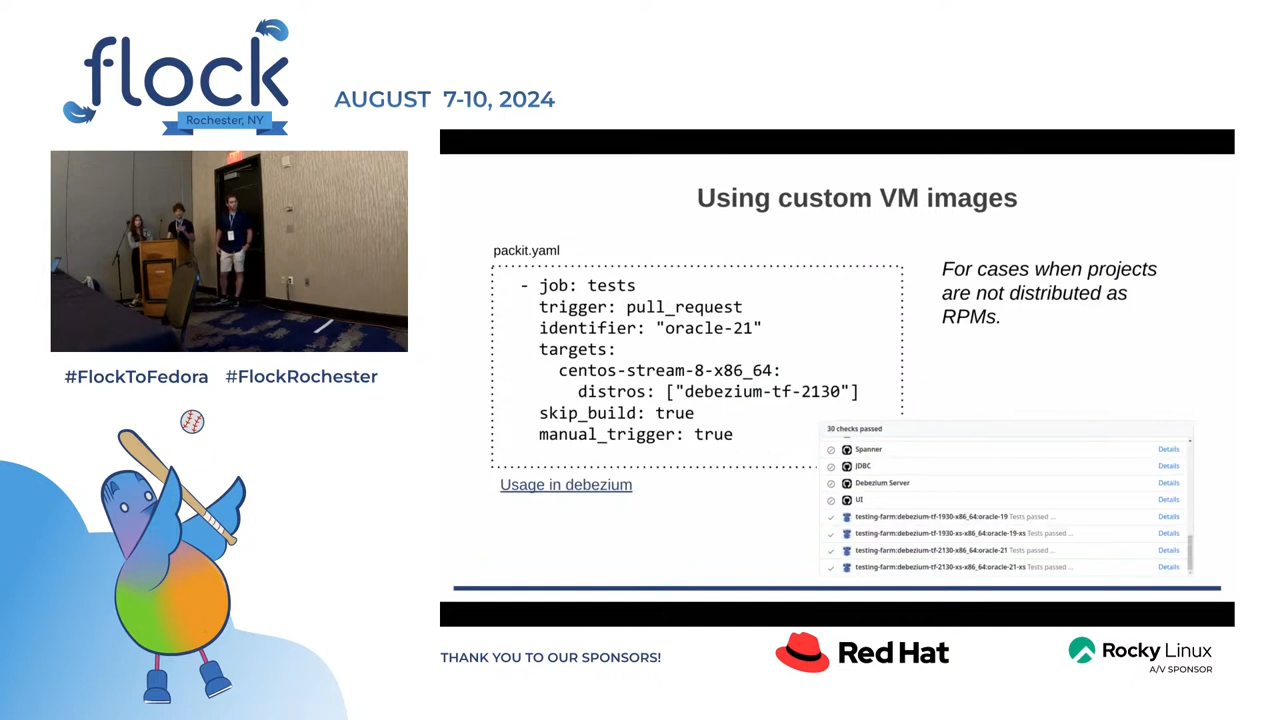 flock
Rochester, NY
AUGUST 7-10, 2024
#FlockToFedora #FlockRochester
Using custom VM images
packit.yaml
- job: tests
trigger: pull_request
identifier: "oracle-21"
targets:
centos-stream-8-x86_64:
distros: ["debezium-tf-2130"]
skip_build: true
manual_trigger: true
Usage in debezium
For cases when projects
are not distributed as
RPMs.
30 checks passed
Spanner Details
JDBC Details
Debezium Server Details
UI Details
testing-farm:debezium-tf-1930-x86_64:oracle-19 Tests passed ... Details
testing-farm:debezium-tf-1930-xs-x86_64:oracle-19-xs Tests passed ... Details
testing-farm:debezium-tf-2130-x86_64:oracle-21 Tests passed ... Details
testing-farm:debezium-tf-2130-xs-x86_64:oracle-21-xs Tests passed ... Details
THANK YOU TO OUR SPONSORS!
Red Hat
Rocky Linux
A/V SPONSOR